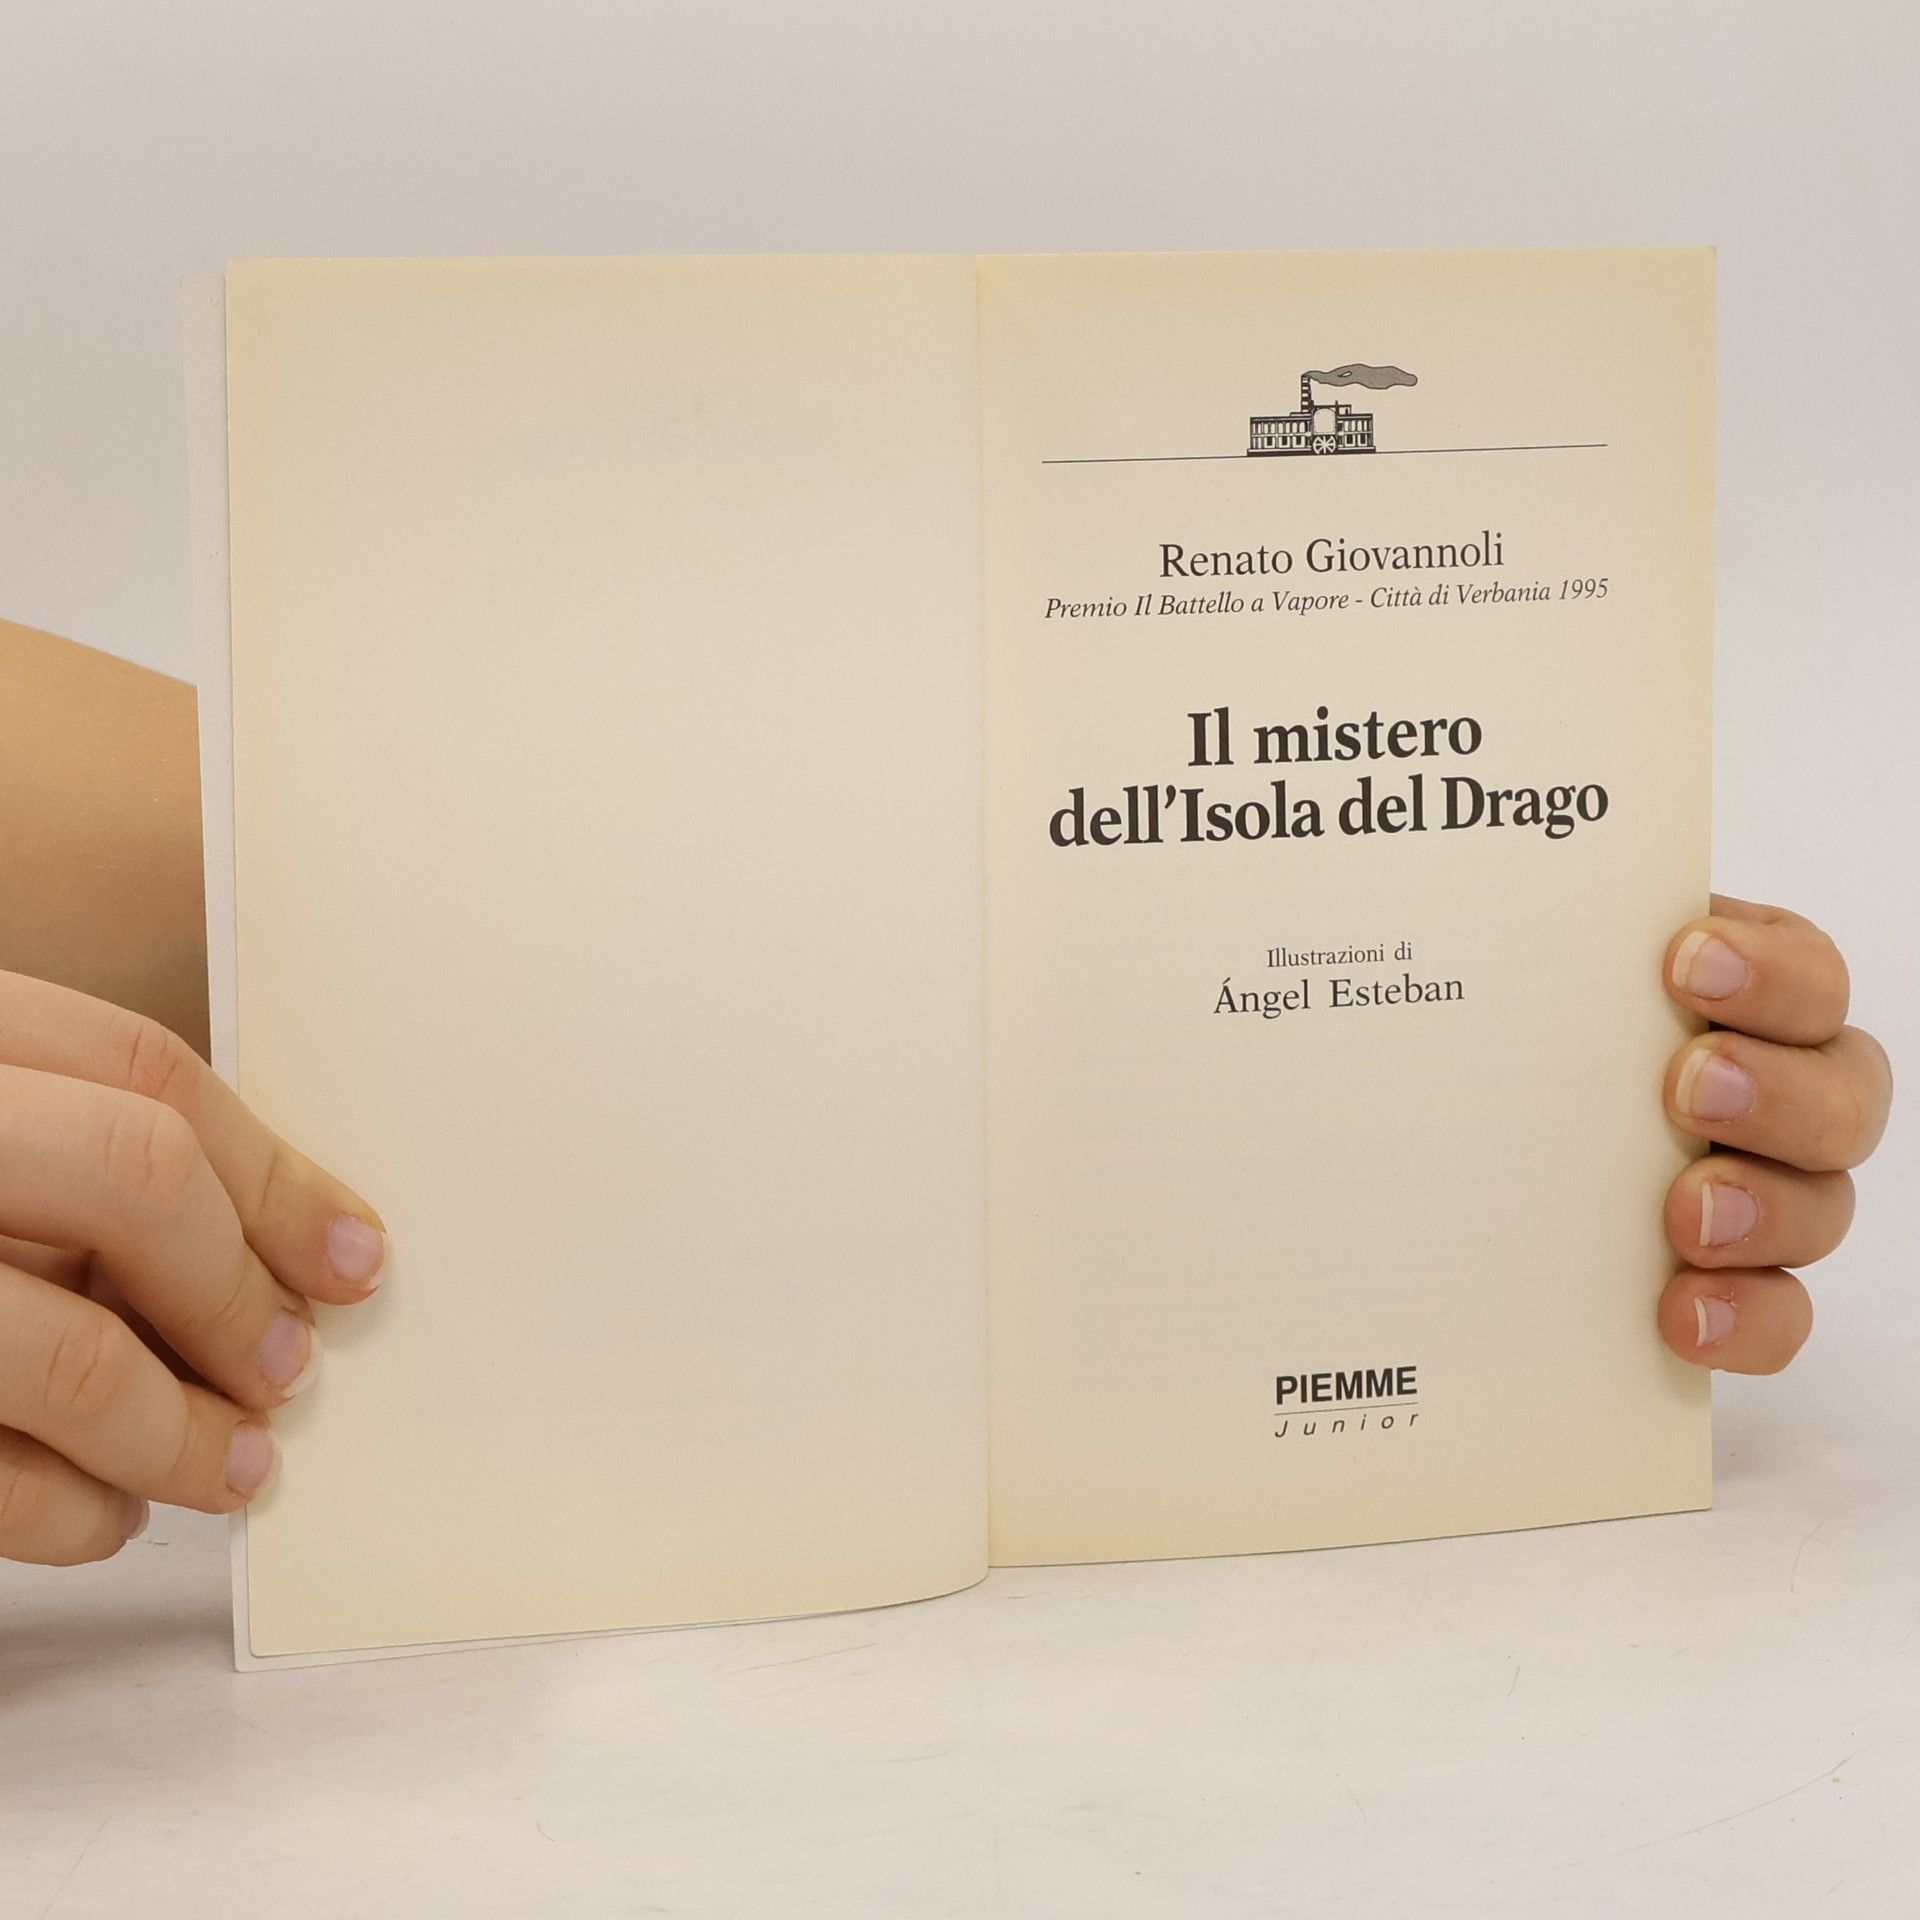 Renato Giovannoli
Premio Il Battello a Vapore - Città di Verbania 1995
Il mistero
dell'Isola del Drago
Illustrazioni di
Ángel Esteban
PIEMME
Junior